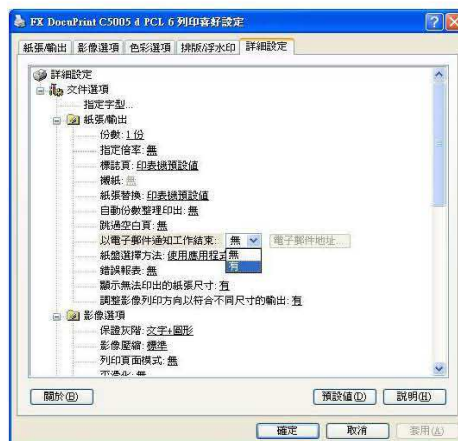 FX DocuPrint C5005 d PCL 6 列印喜好設定
紙張/輸出 影像選項 色彩選項 排版/浮水印 詳細設定
詳細設定
文件選項
指定字型...
紙張/輸出
份數: 1 份
指定倍率: 無
標誌頁: 印表機預設值
襯紙: 無
紙張替換: 印表機預設值
自動份數整理印出: 無
跳過空白頁: 無
以電子郵件通知工作結束: 無 電子郵件地址...
無
紙盤選擇方法: 使用應用程式
有
錯誤報表: 無
顯示無法印出的紙張尺寸: 有
調整影像列印方向以符合不同尺寸的輸出: 有
影像選項
保證灰階: 文字+圖形
影像壓縮: 標準
列印頁面模式: 無
平滑化: 無
關於(B) 預設值(D) 說明(H)
確定 取消 套用(A)